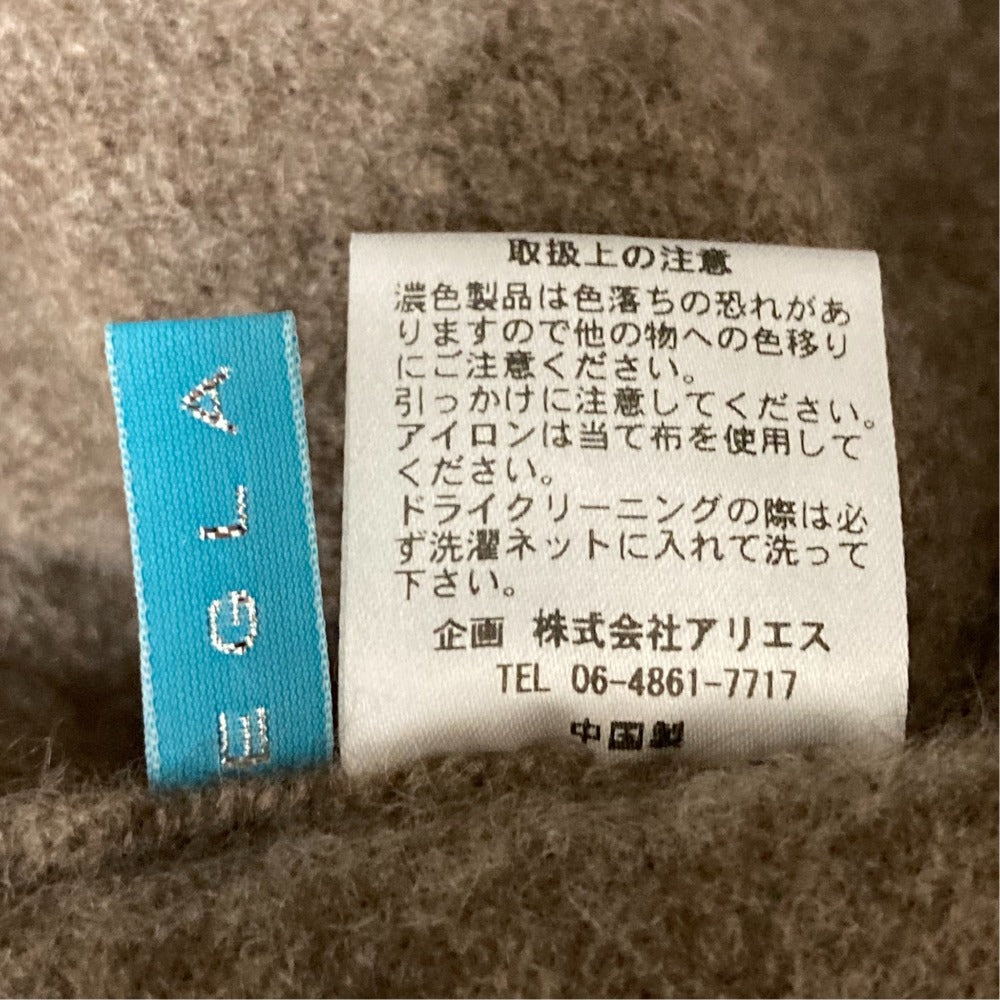 EGLA
取扱上の注意
濃色製品は色落ちの恐れがあ
りますので他の物への色移り
にご注意ください。
引っかけに注意してください。
アイロンは当て布を使用して
ください。
ドライクリーニングの際は必
ず洗濯ネットに入れて洗って
下さい。
企画 株式会社アリエス
TEL 06-4861-7717
中国製